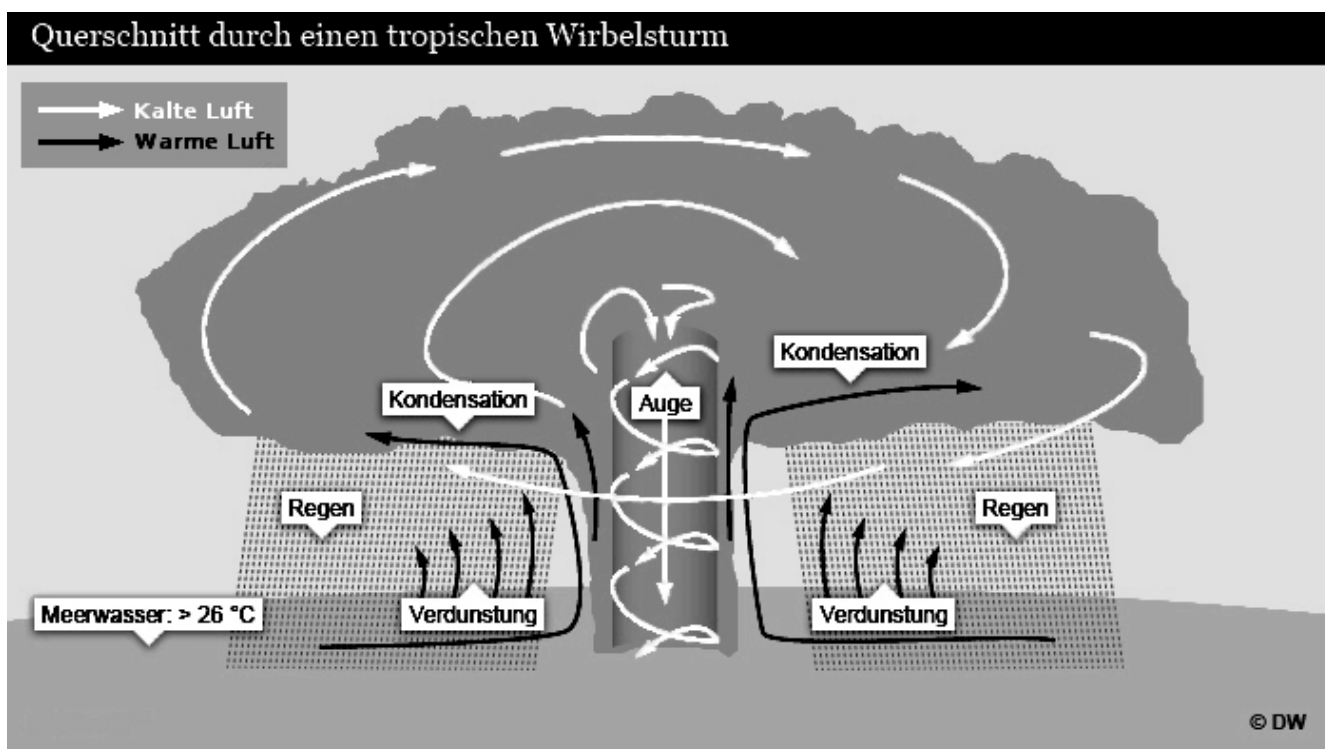 Querschnitt durch einen tropischen Wirbelsturm
Kalte Luft
Warme Luft
Kondensation
Kondensation
Auge
Regen
Regen
Meerwasser: > 26 °C
Verdunstung
Verdunstung
© DW